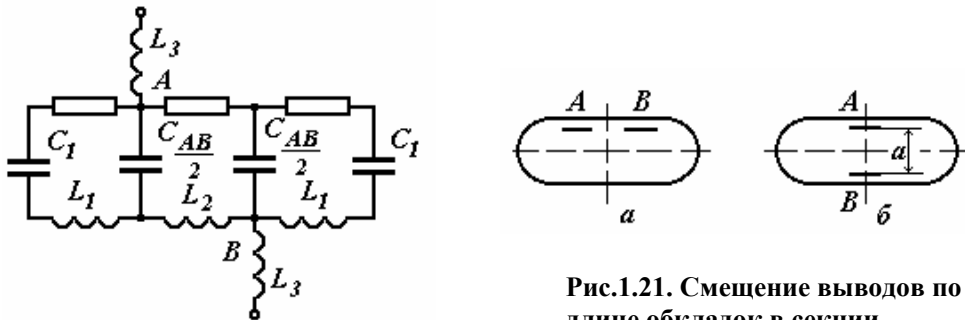 L3
A
C1
CAB/2
CAB/2
C1
L1
L2
L1
B
L3
A B
а
A
a
B
б
Рис.1.21. Смещение выводов по
длине обкладок в секции